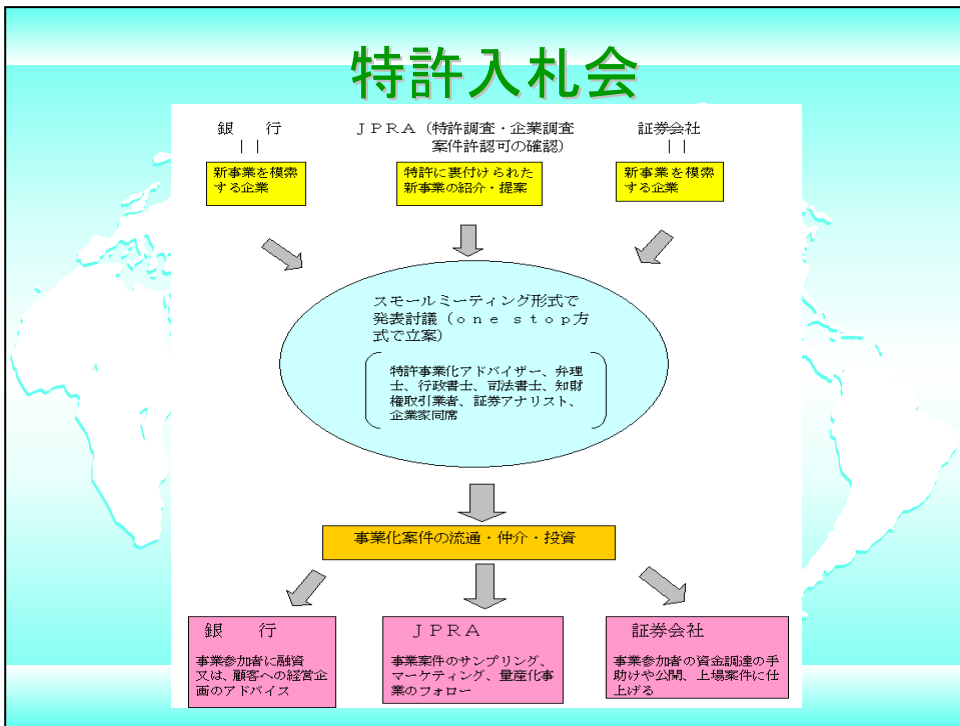 特許入札会
銀　行
| |
ＪＰＲＡ（特許調査・企業調査
案件許認可の確認）
証券会社
| |
新事業を模索
する企業
特許に裏付けられた
新事業の紹介・提案
新事業を模索
する企業
スモールミーティング形式で
発表討議（ｏｎｅ ｓｔｏｐ方
式で立案）
特許事業化アドバイザー、弁理
士、行政書士、司法書士、知財
権取引業者、証券アナリスト、
企業家同席
事業化案件の流通・仲介・投資
銀　行
事業参加者に融資
又は、顧客への経営企
画のアドバイス
ＪＰＲＡ
事業案件のサンプリング、
マーケティング、量産化事
業のフォロー
証券会社
事業参加者の資金調達の手
助けや公開、上場案件に仕
上げる